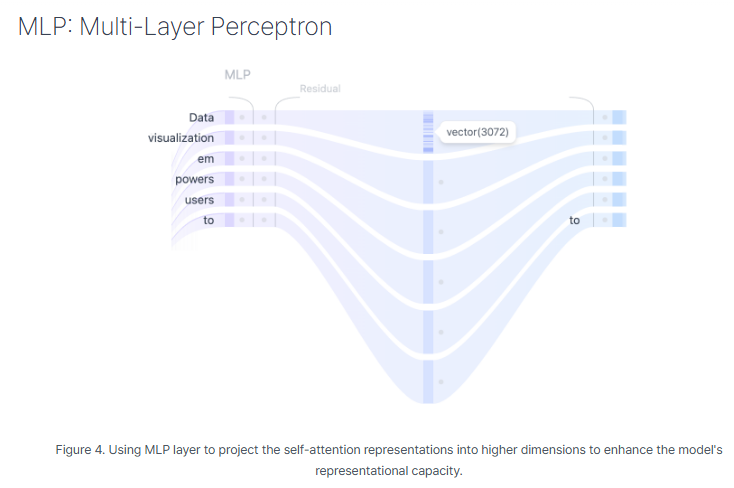 MLP: Multi-Layer Perceptron
MLP
Residual
Data
vector(3072)
visualization
em
powers
users
to
to
Figure 4. Using MLP layer to project the self-attention representations into higher dimensions to enhance the model's
representational capacity.